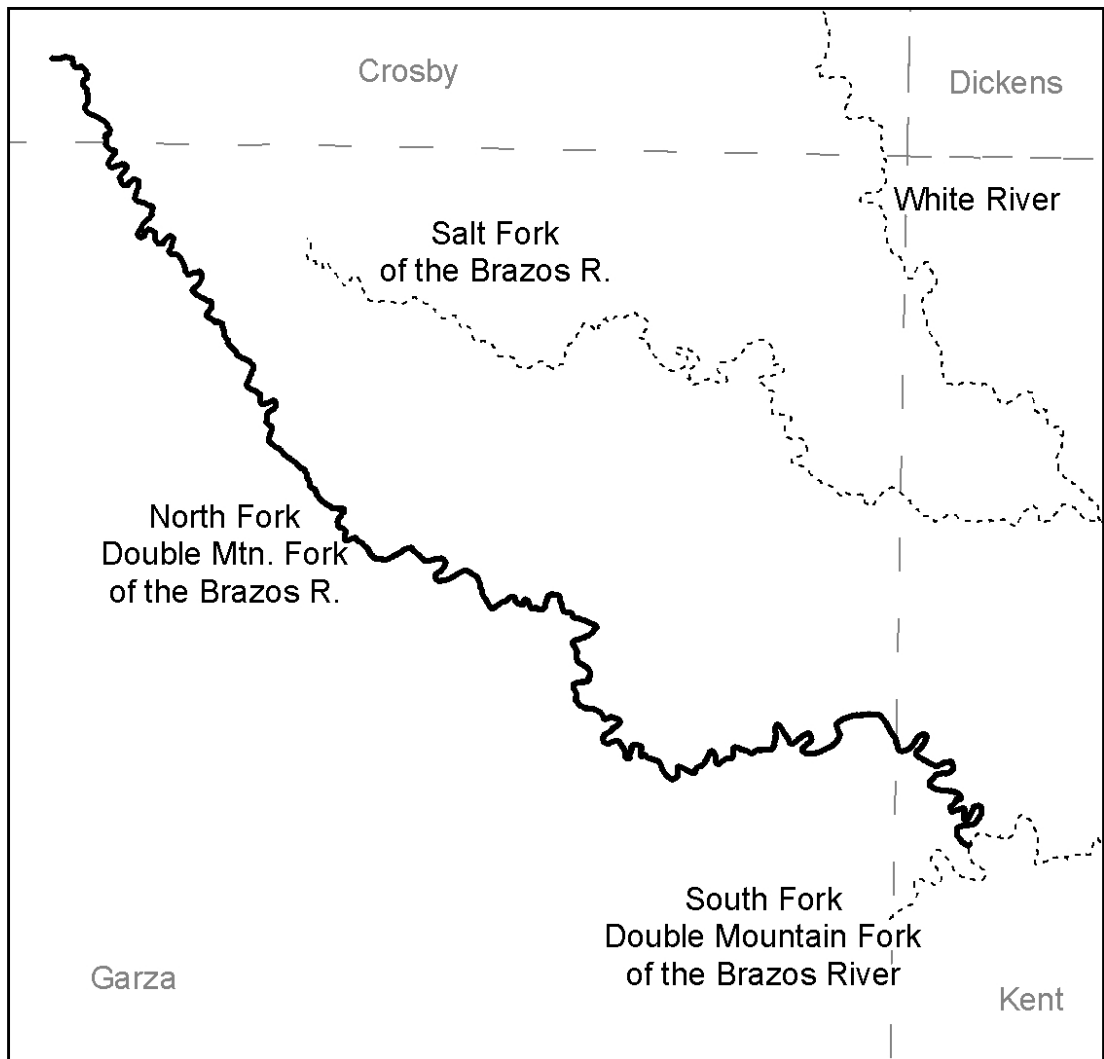 Crosby
Dickens
White River
Salt Fork
of the Brazos R.
North Fork
Double Mtn. Fork
of the Brazos R.
South Fork
Double Mountain Fork
of the Brazos River
Garza
Kent